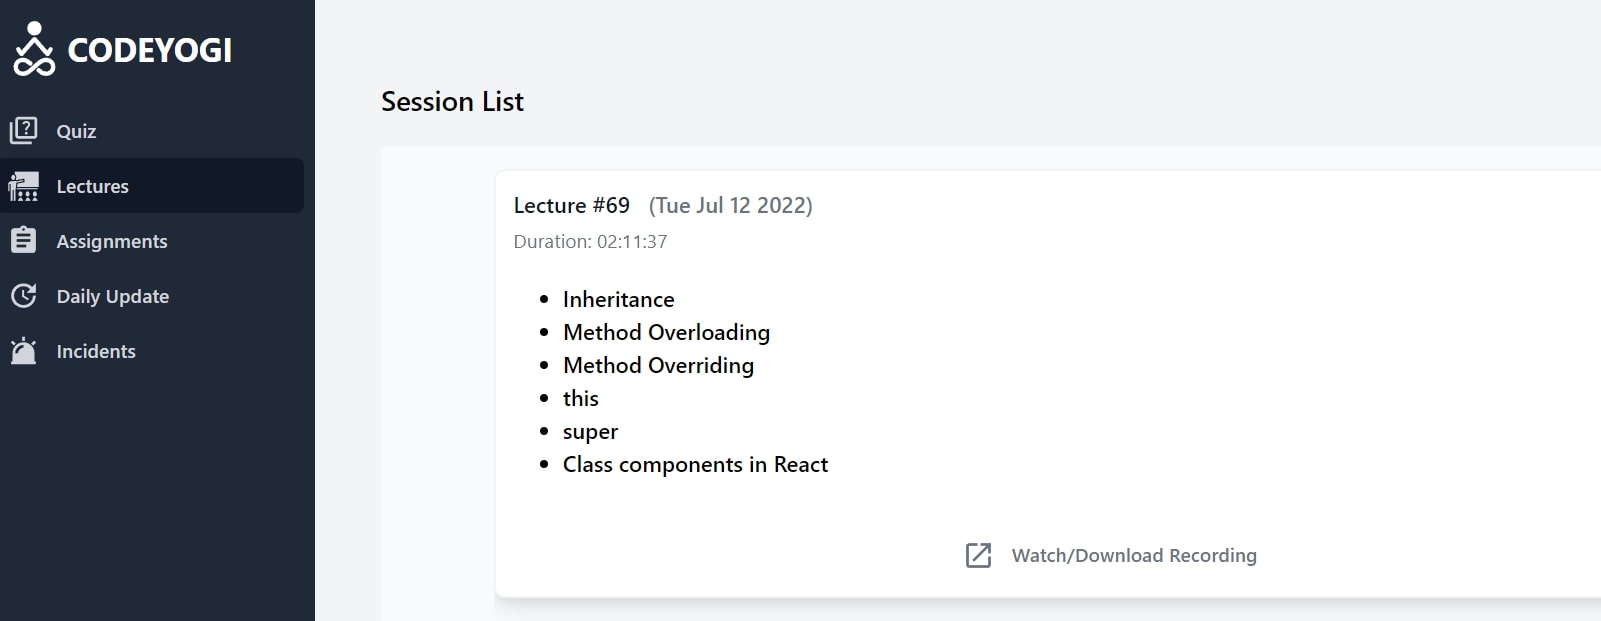 CODEYOGI
Quiz
Lectures
Assignments
Daily Update
Incidents
Session List
Lecture #69 (Tue Jul 12 2022)
Duration: 02:11:37
• Inheritance
• Method Overloading
• Method Overriding
• this
• super
• Class components in React
Watch/Download Recording